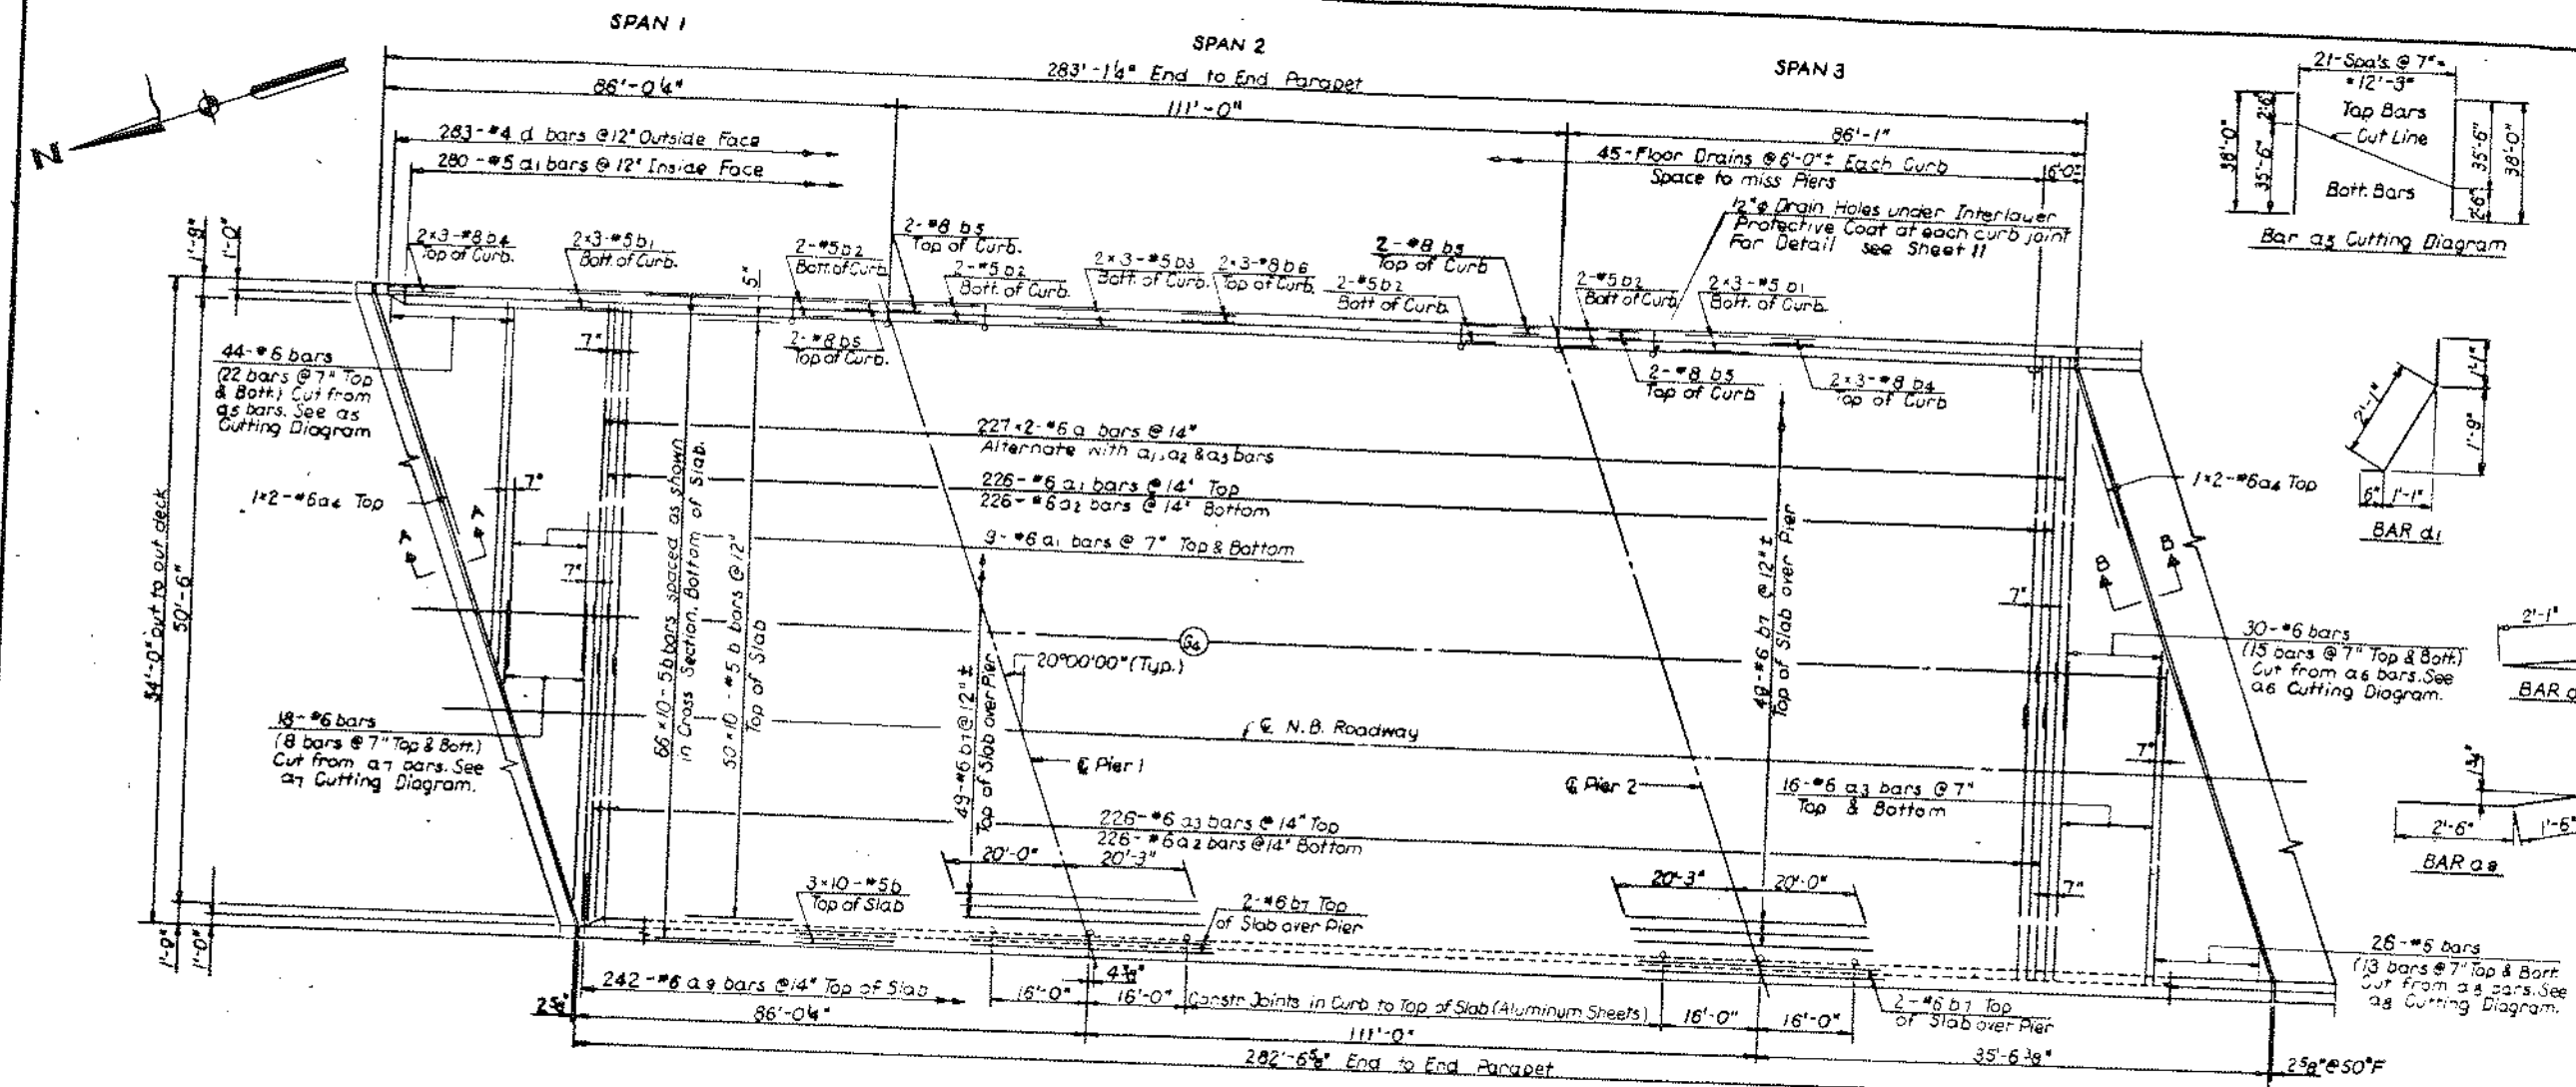 SPAN 1
SPAN 2
SPAN 3
283'-1¼" End to End Parapet
86'-0¼"
111'-0"
86'-1"
N
283-#4 d bars @ 12" Outside Face
280-#5 d1 bars @ 12" Inside Face
45-Floor Drains @ 6'-0"± Each Curb
Space to miss Piers
16'-0"
Drain Holes under Interlayer
Protective Coat at each curb joint
For Detail see Sheet 11
21-Spa's. @ 7"=
=12'-3"
Top Bars
Cut Line
Bott. Bars
38'-0"
35'-6"
2'-6"
35'-6"
2'-6"
38'-0"
Bar a5 Cutting Diagram
1'-9"
1'-0"
2×3-#8 b4
Top of Curb.
2×3-#5 b1
Bott. of Curb.
5"
2-#5 b2
Bott. of Curb
2-#8 b5
Top of Curb.
2-#5 b2
Bott. of Curb.
2×3-#5 b3
Bott. of Curb.
2×3-#8 b6
Top of Curb.
2-#8 b5
Top of Curb
2-#5 b2
Bott of Curb
2-#5 b2
Bott of Curb
2×3-#5 b1
Bott. of Curb.
2-#8 b5
Top of Curb.
2-#8 b5
Top of Curb
2×3-#8 b4
Top of Curb
44-#6 bars
(22 bars @ 7" Top
& Bott.) Cut from
a5 bars. See a5
Cutting Diagram
7"
1×2-#6 a4 Top
7"
7"
227×2-#6 a bars @ 14"
Alternate with a1, a2 & a3 bars
226-#6 a1 bars @ 14" Top
226-#6 a2 bars @ 14" Bottom
9-#6 a1 bars @ 7" Top & Bottom
1×2-#6 a4 Top
2'-1"
1'-1"
1'-9"
6"
1'-1"
BAR d1
54'-0" out to out deck
50'-6"
66×10-5 b bars spaced as shown
in Cross Section. Bottom of Slab.
50×10-#5 b bars @ 12"
Top of Slab
49-#6 b7 @ 12"±
Top of Slab over Pier
49-#6 b7 @ 12"±
Top of Slab over Pier
G4
20°00'00" (Typ.)
7"
30-#6 bars
(15 bars @ 7" Top & Bott.)
Cut from a6 bars. See
a6 Cutting Diagram.
2'-1"
18-#6 bars
(8 bars @ 7" Top & Bott.)
Cut from a7 bars. See
a7 Cutting Diagram.
℄ N.B. Roadway
℄ Pier 1
℄ Pier 2
16-#6 a3 bars @ 7"
Top & Bottom
7"
2'-6"
1'-6"
226-#6 a3 bars @ 14" Top
226-#6 a2 bars @ 14" Bottom
20'-0"
20'-3"
20'-3"
20'-0"
7"
3×10-#5 b
Top of Slab
2-#6 b7 Top
of Slab over Pier
1'-9"
1'-0"
242-#6 a9 bars @ 14" Top of Slab
4⅜"
16'-0"
16'-0"
Constr. Joints in Curb to Top of Slab (Aluminum Sheets)
16'-0"
16'-0"
2-#6 b7 Top
of Slab over Pier
13 bars @ 7" Top & Bott.
Cutting Diagram.
2⅝"
86'-0¼"
111'-0"
35'-6⅜"
2⅝" @ 50°F
282'-6⅝" End to End Parapet